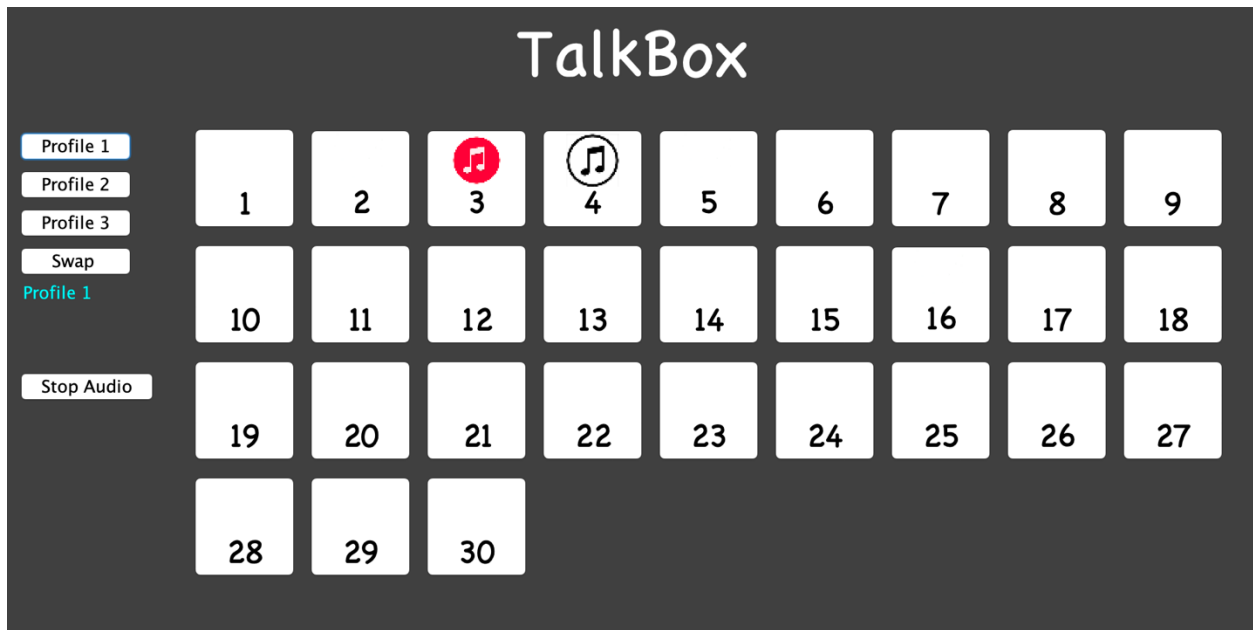 TalkBox
Profile 1
Profile 2
Profile 3
Swap
Profile 1
Stop Audio
1 2 3 4 5 6 7 8 9
10 11 12 13 14 15 16 17 18
19 20 21 22 23 24 25 26 27
28 29 30